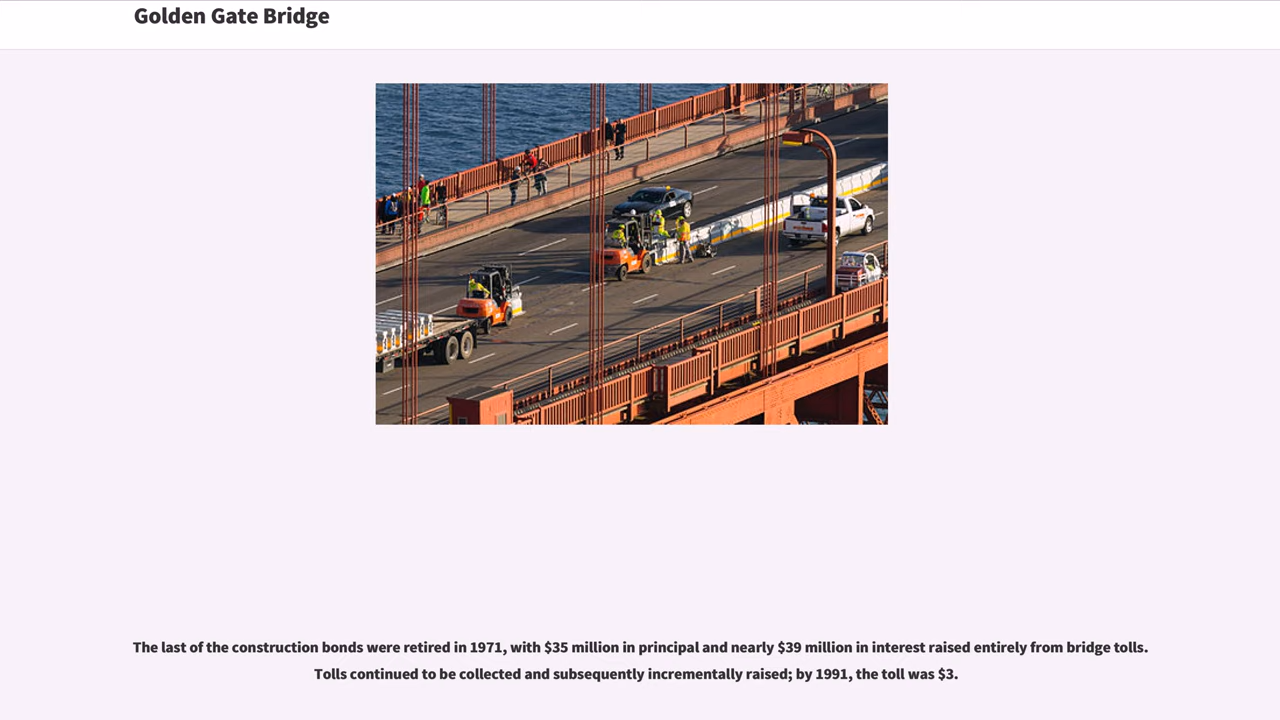 Golden Gate Bridge
The last of the construction bonds were retired in 1971, with $35 million in principal and nearly $39 million in interest raised entirely from bridge tolls.
Tolls continued to be collected and subsequently incrementally raised; by 1991, the toll was $3.